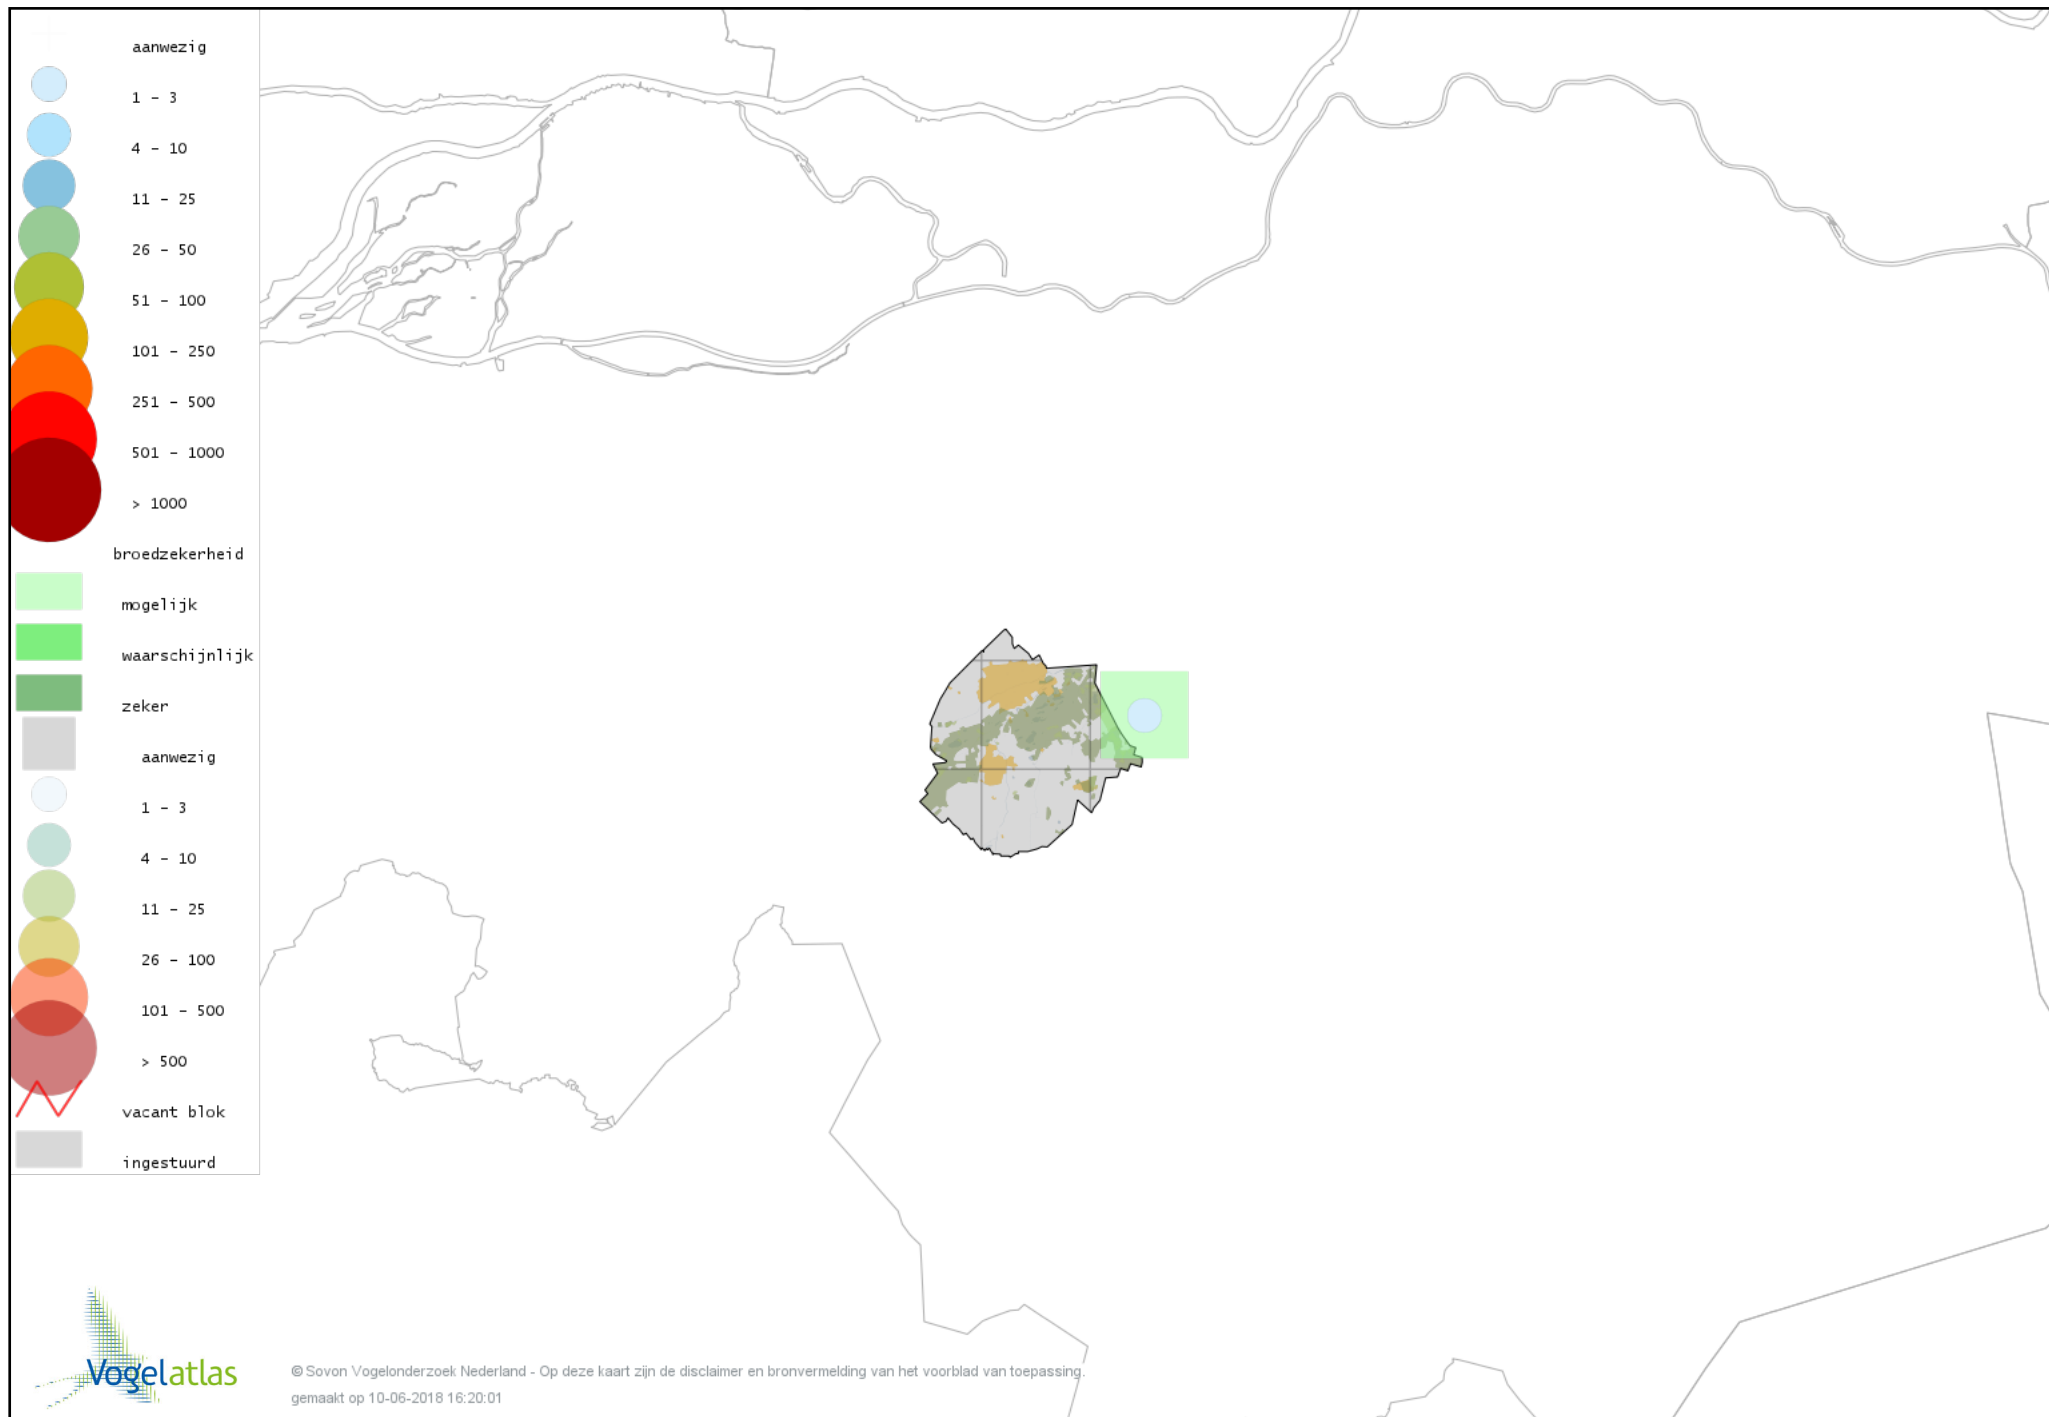 aanwezig
1 - 3
4 - 10
11 - 25
26 - 50
51 - 100
101 - 250
251 - 500
501 - 1000
> 1000
broedzekerheid
mogelijk
waarschijnlijk
zeker
aanwezig
1 - 3
4 - 10
11 - 25
26 - 100
101 - 500
> 500
vacant blok
ingestuurd
Vogelatlas
© Sovon Vogelonderzoek Nederland - Op deze kaart zijn de disclaimer en bronvermelding van het voorblad van toepassing.
gemaakt op 10-06-2018 16:20:01